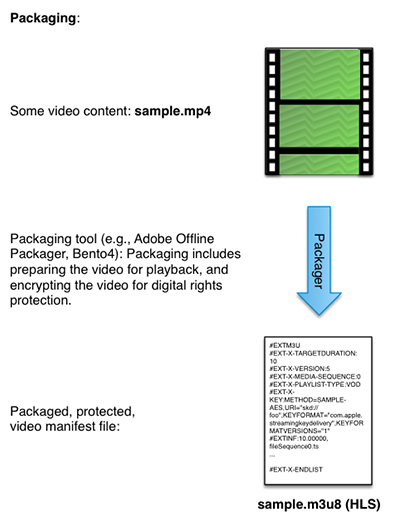 Packaging:
Some video content: sample.mp4
Packaging tool (e.g., Adobe Offline
Packager, Bento4): Packaging includes
preparing the video for playback, and
encrypting the video for digital rights
protection.
Packager
Packaged, protected,
video manifest file:
#EXTM3U
#EXT-X-TARGETDURATION:
10
#EXT-X-VERSION:5
#EXT-X-MEDIA-SEQUENCE:0
#EXT-X-PLAYLIST-TYPE:VOD
#EXT-X-
KEY:METHOD=SAMPLE-
AES,URI="skd://
foo",KEYFORMAT="com.apple.
streamingkeydelivery",KEYFOR
MATVERSIONS="1"
#EXTINF:10.00000,
fileSequence0.ts
...
#EXT-X-ENDLIST
sample.m3u8 (HLS)